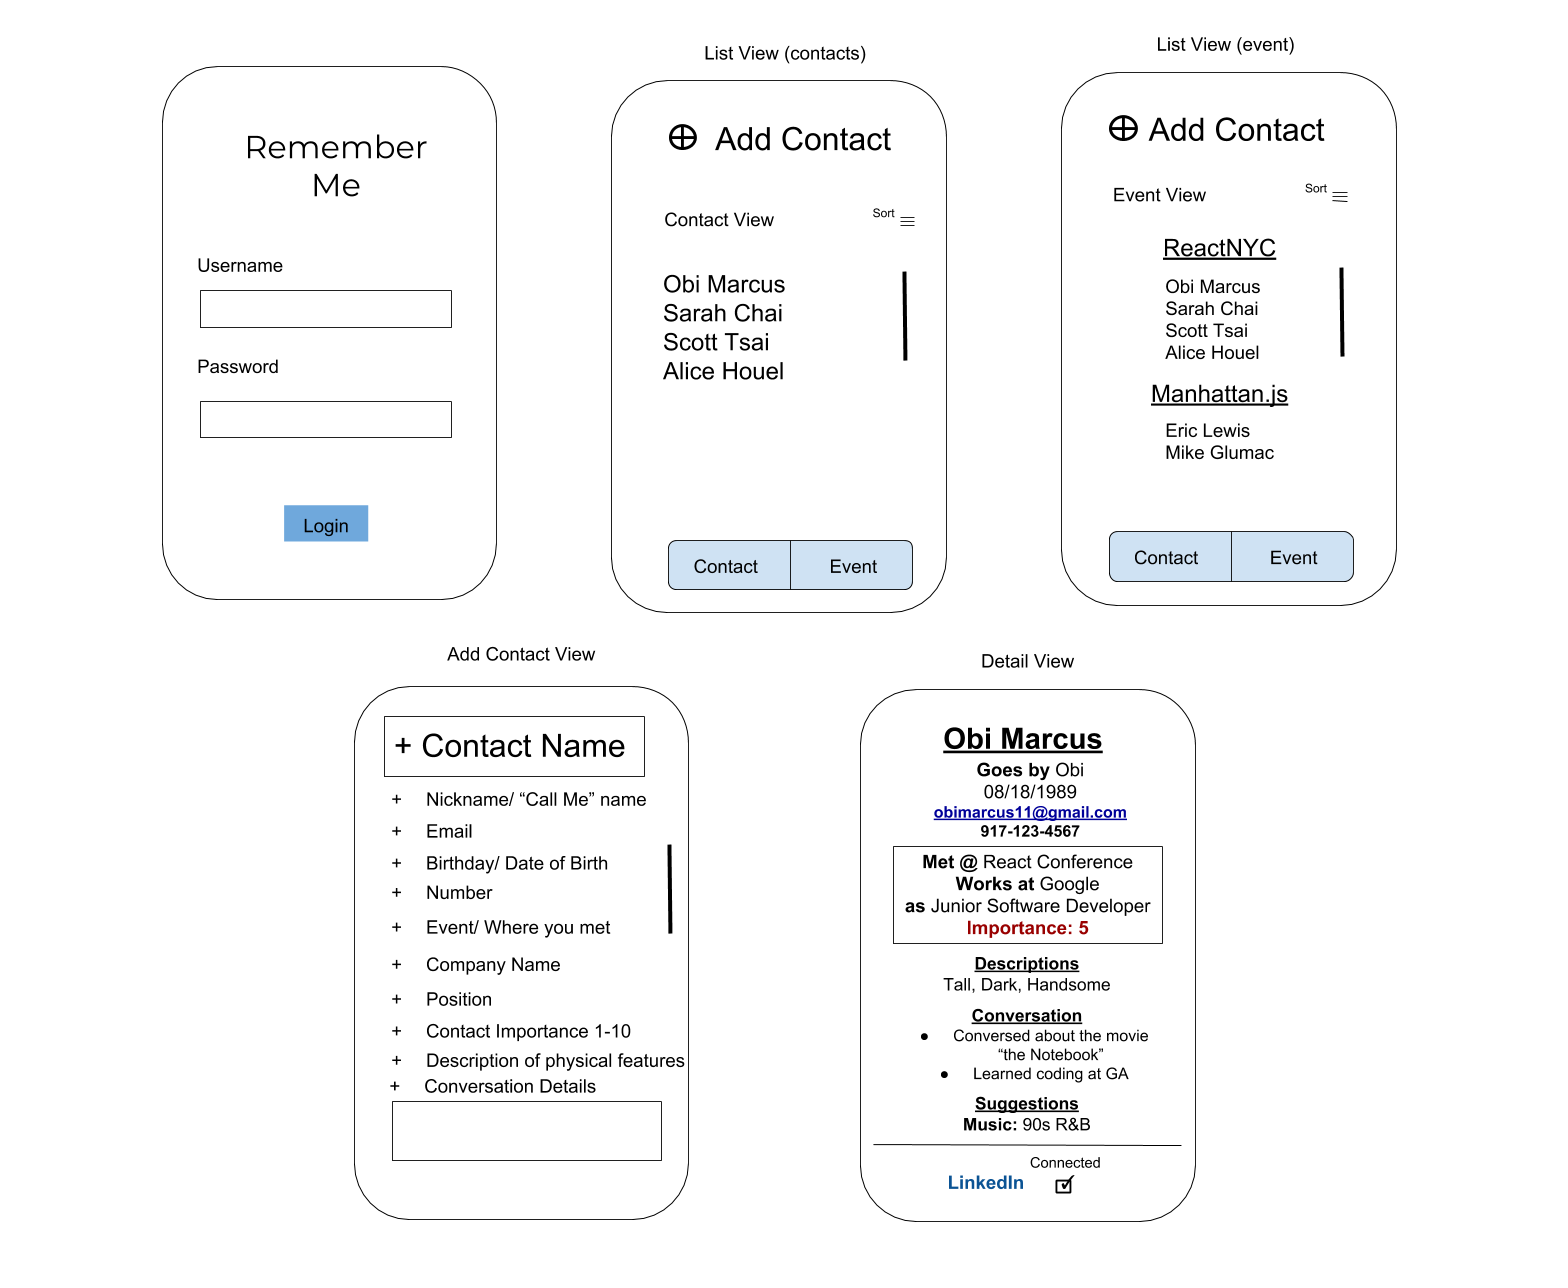 Remember
Me
Username
Password
Login
List View (contacts)
Add Contact
Contact View
Sort
Obi Marcus
Sarah Chai
Scott Tsai
Alice Houel
Contact
Event
List View (event)
Add Contact
Event View
Sort
ReactNYC
Obi Marcus
Sarah Chai
Scott Tsai
Alice Houel
Manhattan.js
Eric Lewis
Mike Glumac
Contact
Event
Add Contact View
+ Contact Name
+ Nickname/ “Call Me” name
+ Email
+ Birthday/ Date of Birth
+ Number
+ Event/ Where you met
+ Company Name
+ Position
+ Contact Importance 1-10
+ Description of physical features
+ Conversation Details
Detail View
Obi Marcus
Goes by Obi
08/18/1989
obimarcus11@gmail.com
917-123-4567
Met @ React Conference
Works at Google
as Junior Software Developer
Importance: 5
Descriptions
Tall, Dark, Handsome
Conversation
● Conversed about the movie
“the Notebook”
● Learned coding at GA
Suggestions
Music: 90s R&B
Connected
LinkedIn